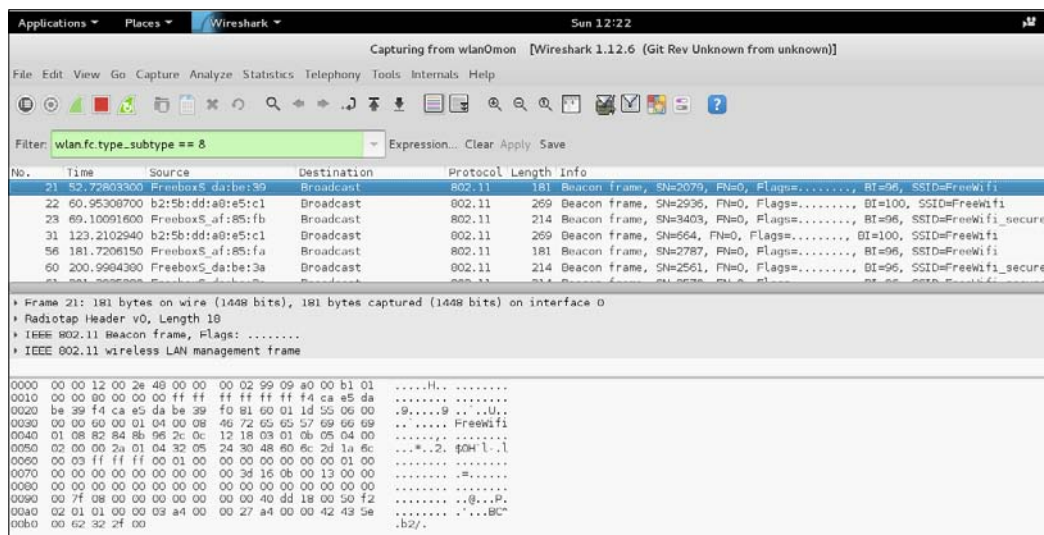 Applications Places Wireshark Sun 12:22
Capturing from wlan0mon [Wireshark 1.12.6 (Git Rev Unknown from unknown)]
File Edit View Go Capture Analyze Statistics Telephony Tools Internals Help
Filter: wlan.fc.type_subtype == 8 Expression... Clear Apply Save
No. Time Source Destination Protocol Length Info
21 52.72803300 FreeboxS_da:be:39 Broadcast 802.11 181 Beacon frame, SN=2079, FN=0, Flags=........, BI=96, SSID=FreeWifi
22 60.95308700 b2:5b:dd:a8:e5:c1 Broadcast 802.11 269 Beacon frame, SN=2936, FN=0, Flags=........, BI=100, SSID=FreeWifi
23 69.10091600 FreeboxS_af:85:fb Broadcast 802.11 214 Beacon frame, SN=3403, FN=0, Flags=........, BI=96, SSID=FreeWifi_secure
31 123.2102940 b2:5b:dd:a8:e5:c1 Broadcast 802.11 269 Beacon frame, SN=664, FN=0, Flags=........, BI=100, SSID=FreeWifi
56 181.7206150 FreeboxS_af:85:fa Broadcast 802.11 181 Beacon frame, SN=2787, FN=0, Flags=........, BI=96, SSID=FreeWifi
60 200.9984380 FreeboxS_da:be:3a Broadcast 802.11 214 Beacon frame, SN=2561, FN=0, Flags=........, BI=96, SSID=FreeWifi_secure
Frame 21: 181 bytes on wire (1448 bits), 181 bytes captured (1448 bits) on interface 0
Radiotap Header v0, Length 18
IEEE 802.11 Beacon frame, Flags: ........
IEEE 802.11 wireless LAN management frame
0000 00 00 12 00 2e 48 00 00 00 02 99 09 a0 00 b1 01 .....H.. ........
0010 00 00 80 00 00 00 ff ff ff ff ff ff f4 ca e5 da ........ ........
0020 be 39 f4 ca e5 da be 39 f0 81 60 01 1d 55 06 00 .9.....9 ..`..U..
0030 00 00 60 00 01 04 00 08 46 72 65 65 57 69 66 69 ..`..... FreeWifi
0040 01 08 82 84 8b 96 2c 0c 12 18 03 01 0b 05 04 00 ......,. ........
0050 02 00 00 2a 01 04 32 05 24 30 48 60 6c 2d 1a 6c ...*..2. $0H`l-.l
0060 00 03 ff ff ff 00 01 00 00 00 00 00 00 00 01 00 ........ ........
0070 00 00 00 00 00 00 00 00 00 3d 16 0b 00 13 00 00 ........ .=......
0080 00 00 00 00 00 00 00 00 00 00 00 00 00 00 00 00 ........ ........
0090 00 7f 08 00 00 00 00 00 00 00 40 dd 18 00 50 f2 ........ ..@...P.
00a0 02 01 01 00 00 03 a4 00 00 27 a4 00 00 42 43 5e ........ .'...BC^
00b0 00 62 32 2f 00 .b2/.